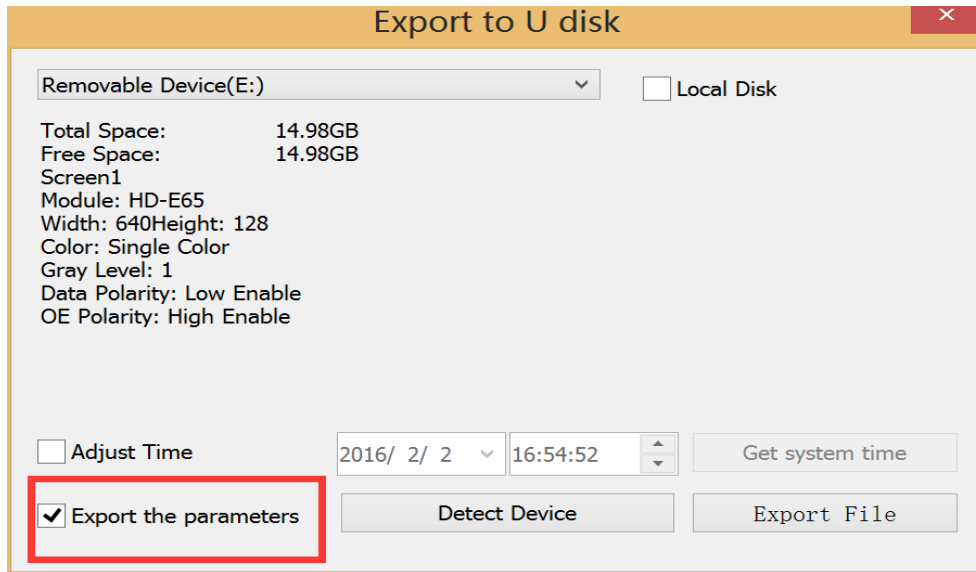 Export to U disk
Removable Device(E:)
Local Disk
Total Space: 14.98GB
Free Space: 14.98GB
Screen1
Module: HD-E65
Width: 640Height: 128
Color: Single Color
Gray Level: 1
Data Polarity: Low Enable
OE Polarity: High Enable
Adjust Time
2016/ 2/ 2
16:54:52
Get system time
Export the parameters
Detect Device
Export File